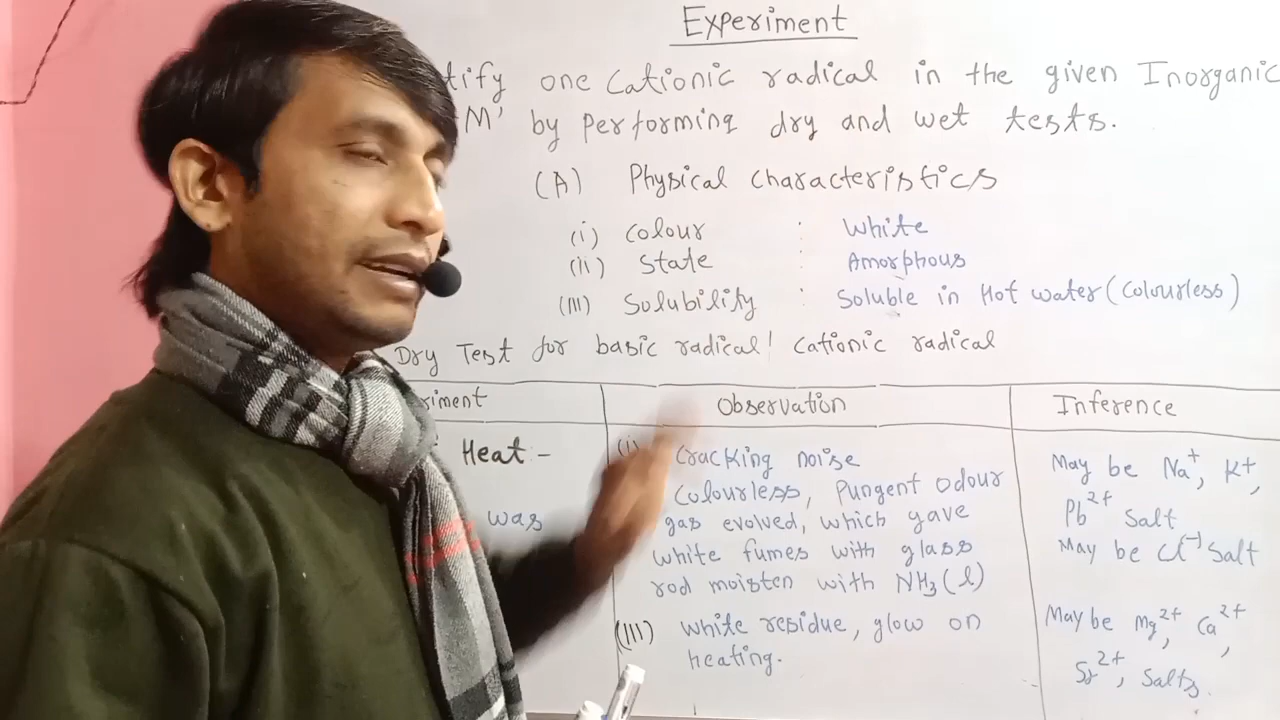 Experiment
tify one Cationic radical in the given Inorganic
M' by performing dry and wet tests.
(A) Physical Characteristics
(i) Colour : White
(ii) State : Amorphous
(III) Solubility : Soluble in Hot water (Colourless)
Dry Test for basic radical / Cationic radical
riment Observation Inference
Heat - (i) Cracking noise May be Na⁺, K⁺,
Colourless, Pungent odour Pb²⁺ Salt
was gas evolved, which gave
white fumes with glass May be Cl⁽⁻⁾ Salt
rod moisten with NH₃(l)
(III) White residue, glow on May be Mg²⁺, Ca²⁺,
heating. Sr²⁺, Salts.